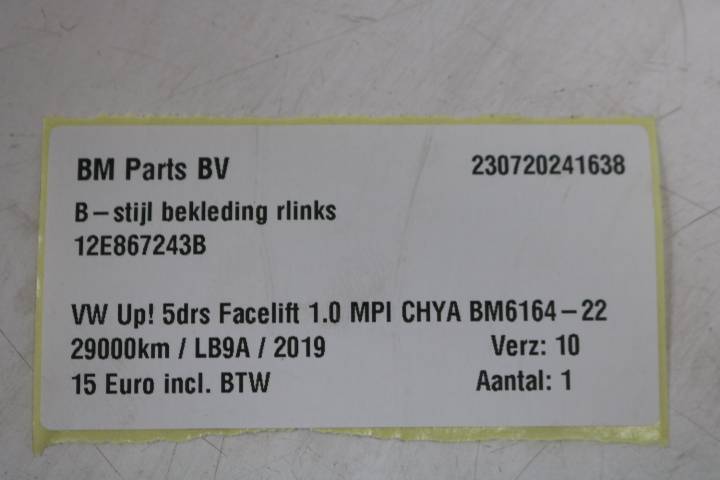 BM Parts BV 230720241638
B-stijl bekleding rlinks
12E867243B
VW Up! 5drs Facelift 1.0 MPI CHYA BM6164-22
29000km / LB9A / 2019 Verz: 10
15 Euro incl. BTW Aantal: 1